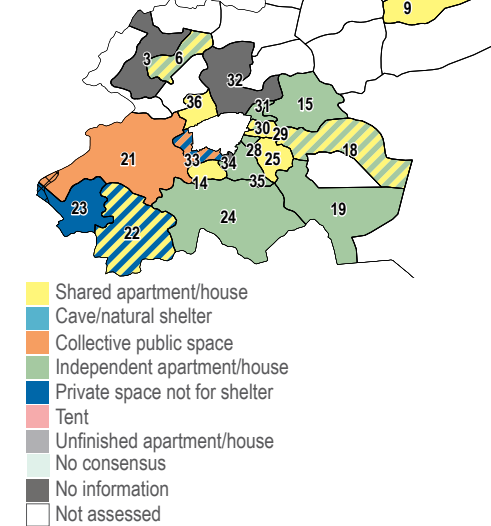 9
3 6
32
36
31 15
30 29
28 18
21 33 34 25
14 35
23 24 19
22
Shared apartment/house
Cave/natural shelter
Collective public space
Independent apartment/house
Private space not for shelter
Tent
Unfinished apartment/house
No consensus
No information
Not assessed